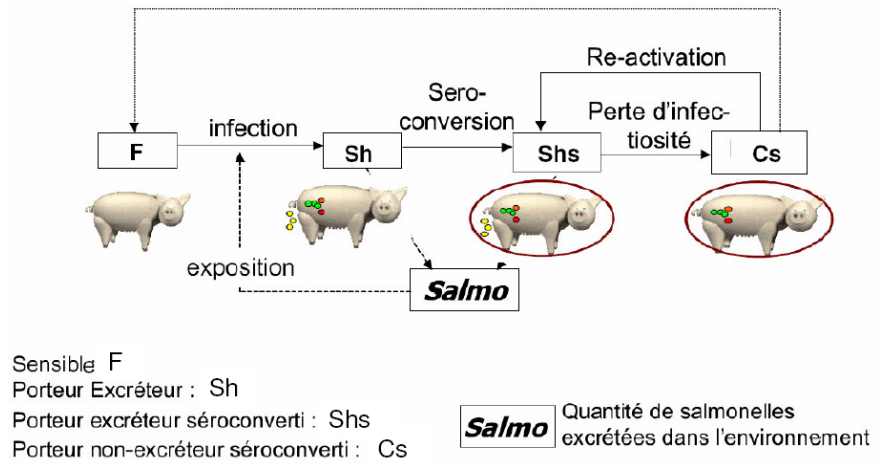 Re-activation
Sero-
conversion
Perte d'infec-
tiosité
infection
F
Sh
Shs
Cs
exposition
Salmo
Sensible F
Porteur Excréteur : Sh
Porteur excréteur séroconverti : Shs
Porteur non-excréteur séroconverti : Cs
Salmo
Quantité de salmonelles
excrétées dans l'environnement